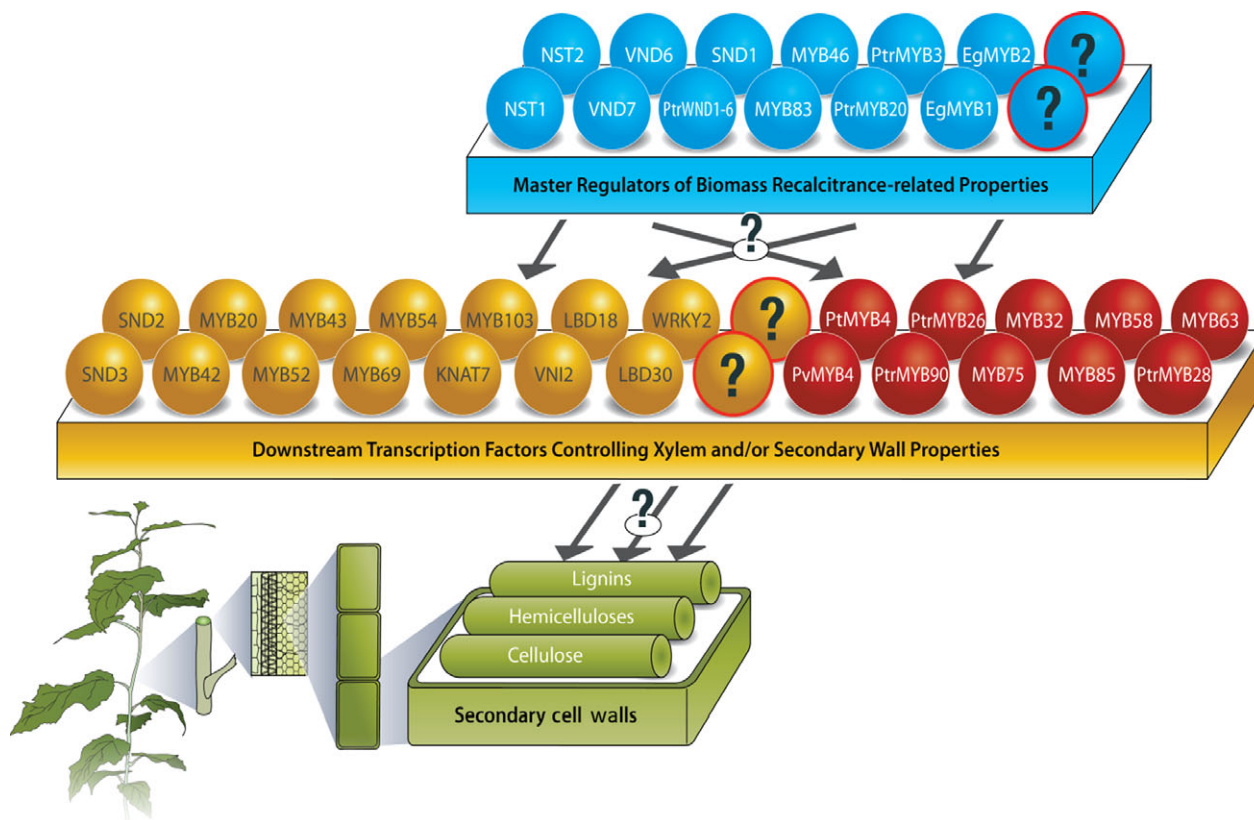 NST2 VND6 SND1 MYB46 PtrMYB3 EgMYB2 ?
NST1 VND7 PtrWND1-6 MYB83 PtrMYB20 EgMYB1 ?
Master Regulators of Biomass Recalcitrance-related Properties
?
SND2 MYB20 MYB43 MYB54 MYB103 LBD18 WRKY2 ? PtMYB4 PtrMYB26 MYB32 MYB58 MYB63
SND3 MYB42 MYB52 MYB69 KNAT7 VNI2 LBD30 ? PvMYB4 PtrMYB90 MYB75 MYB85 PtrMYB28
Downstream Transcription Factors Controlling Xylem and/or Secondary Wall Properties
?
Lignins
Hemicelluloses
Cellulose
Secondary cell walls